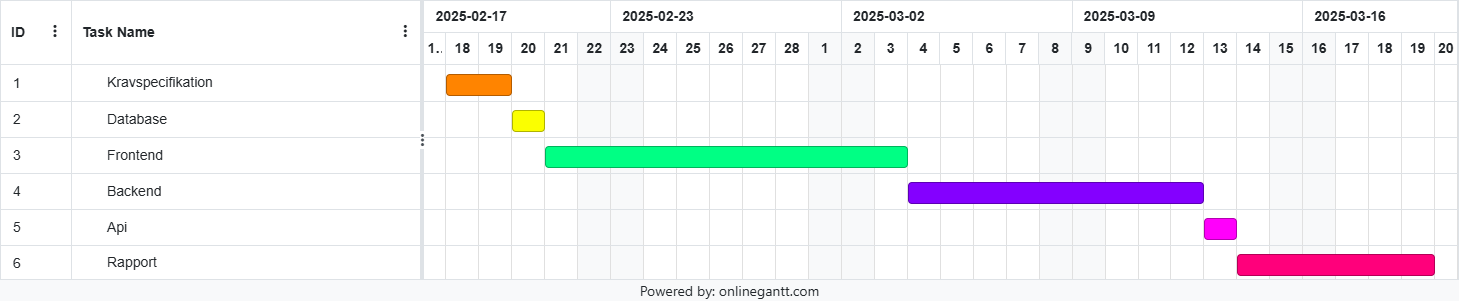 ID ⋮ Task Name ⋮ 2025-02-17 2025-02-23 2025-03-02 2025-03-09 2025-03-16
1.. 18 19 20 21 22 23 24 25 26 27 28 1 2 3 4 5 6 7 8 9 10 11 12 13 14 15 16 17 18 19 20
1 Kravspecifikation
2 Database
3 Frontend
4 Backend
5 Api
6 Rapport
Powered by: onlinegantt.com